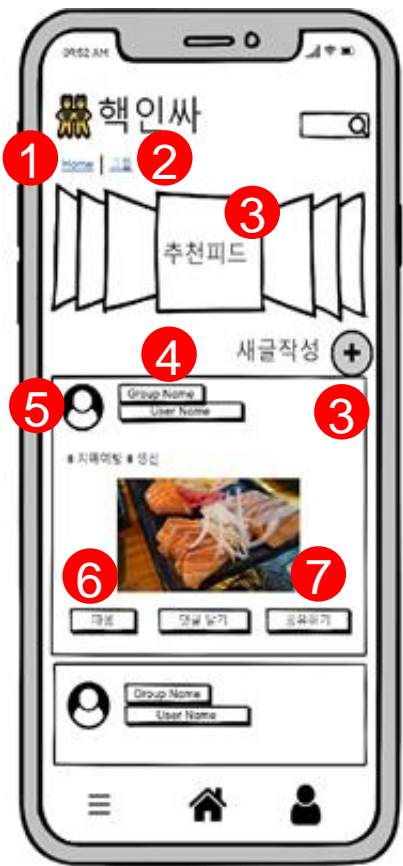 09:52 AM
핵인싸
1 Home | 그룹 2
3
추천피드
4 새글작성 +
5 Group Name
User Name
3
# 치매예방 # 생선
6 7
댓글 달기 공유하기
Group Name
User Name